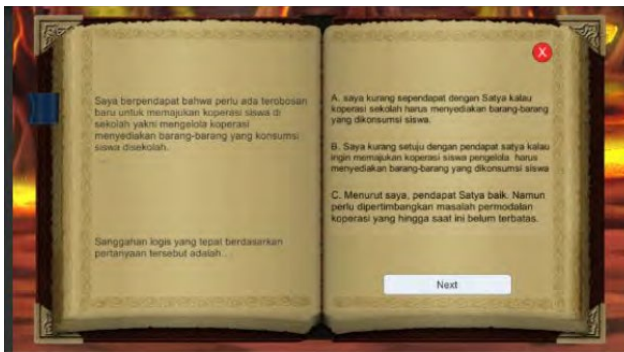 Saya berpendapat bahwa perlu ada terobosan
baru untuk memajukan koperasi siswa di
sekolah yakni mengelola koperasi
menyediakan barang-barang yang konsumsi
siswa disekolah.
Sanggahan logis yang tepat berdasarkan
pertanyaan tersebut adalah...
X
A. saya kurang sependapat dengan Satya kalau
koperasi sekolah harus menyediakan barang-barang
yang dikonsumsi siswa.
B. Saya kurang setuju dengan pendapat satya kalau
ingin memajukan koperasi siswa pengelola harus
menyediakan barang-barang yang dikonsumsi siswa
C. Menurut saya, pendapat Satya baik. Namun
perlu dipertimbangkan masalah permodalan
koperasi yang hingga saat ini belum terbatas.
Next